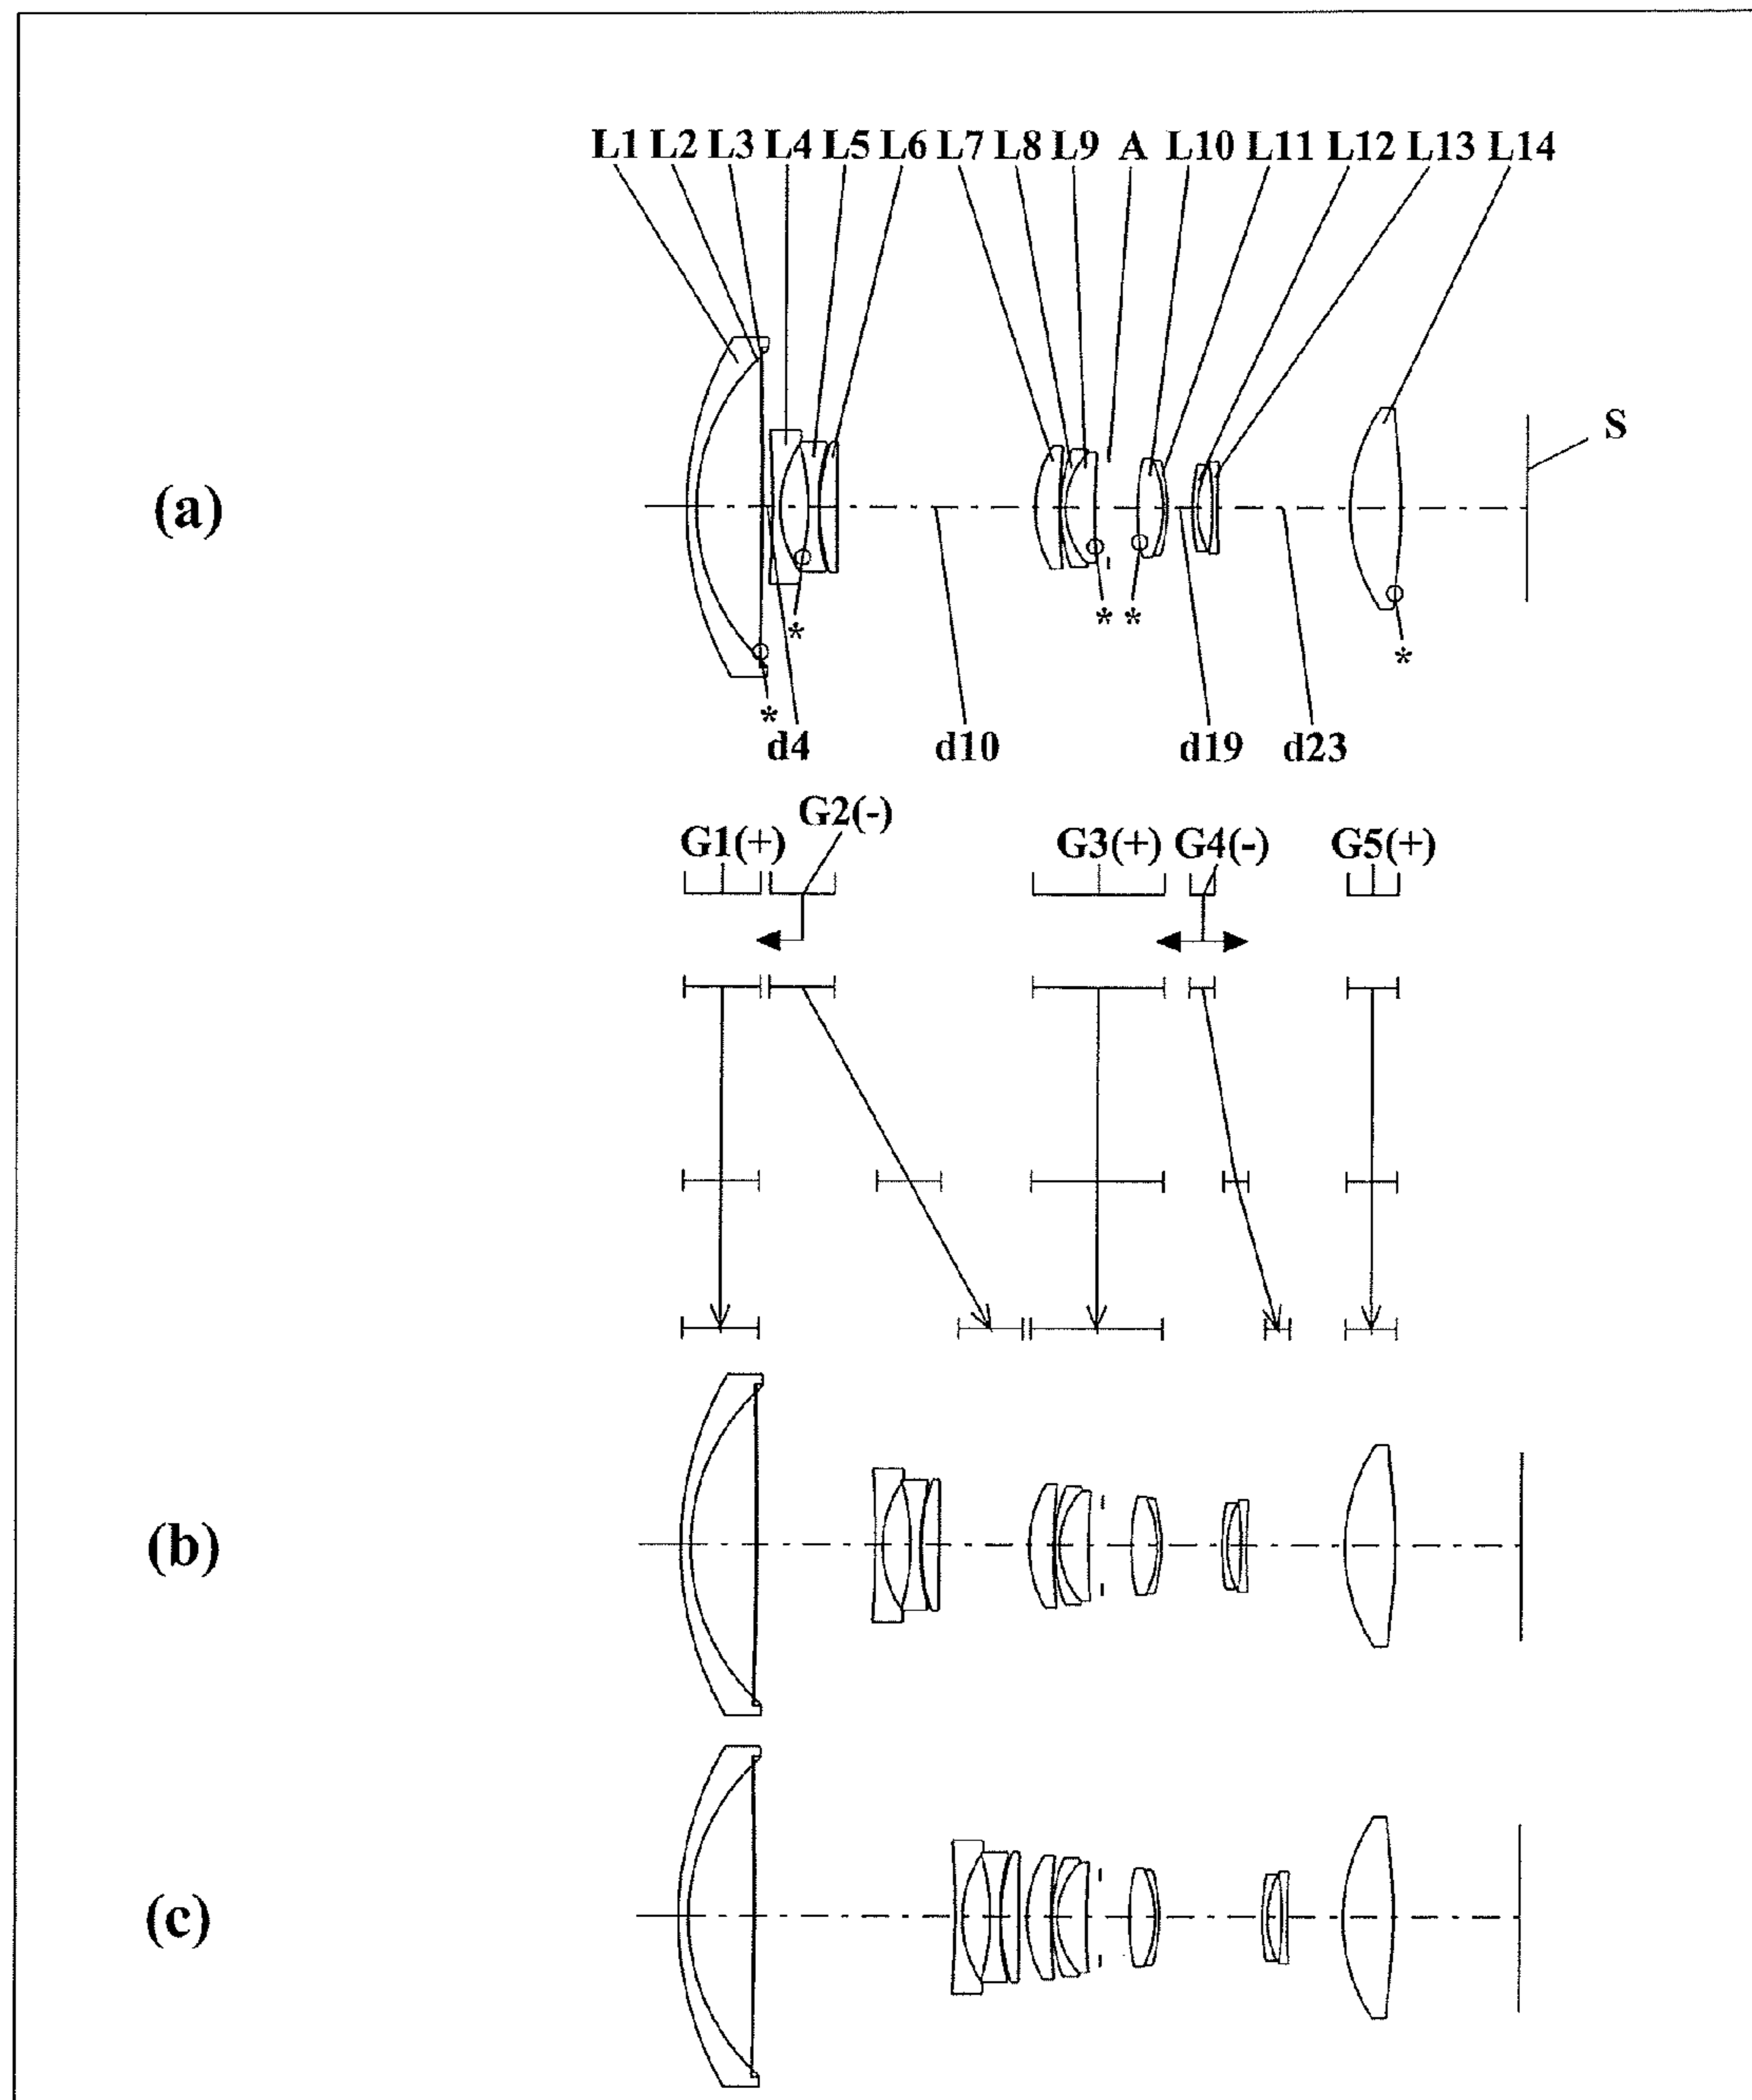 L1 L2 L3 L4 L5 L6 L7 L8 L9 A L10 L11 L12 L13 L14
S
(a)
* * * * *
d4 d10 d19 d23
G2(-)
G1(+) G3(+) G4(-) G5(+)
(b)
(c)